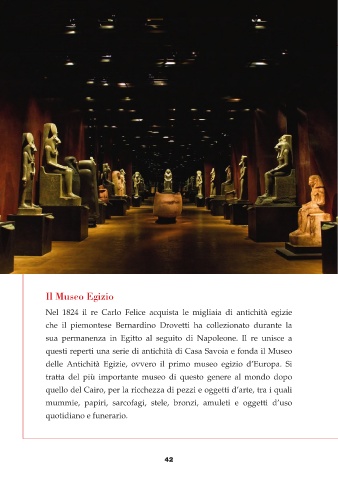 Il Museo Egizio
Nel 1824 il re Carlo Felice acquista le migliaia di antichità egizie
che il piemontese Bernardino Drovetti ha collezionato durante la
sua permanenza in Egitto al seguito di Napoleone. Il re unisce a
questi reperti una serie di antichità di Casa Savoia e fonda il Museo
delle Antichità Egizie, ovvero il primo museo egizio d'Europa. Si
tratta del più importante museo di questo genere al mondo dopo
quello del Cairo, per la ricchezza di pezzi e oggetti d'arte, tra i quali
mummie, papiri, sarcofagi, stele, bronzi, amuleti e oggetti d'uso
quotidiano e funerario.
42